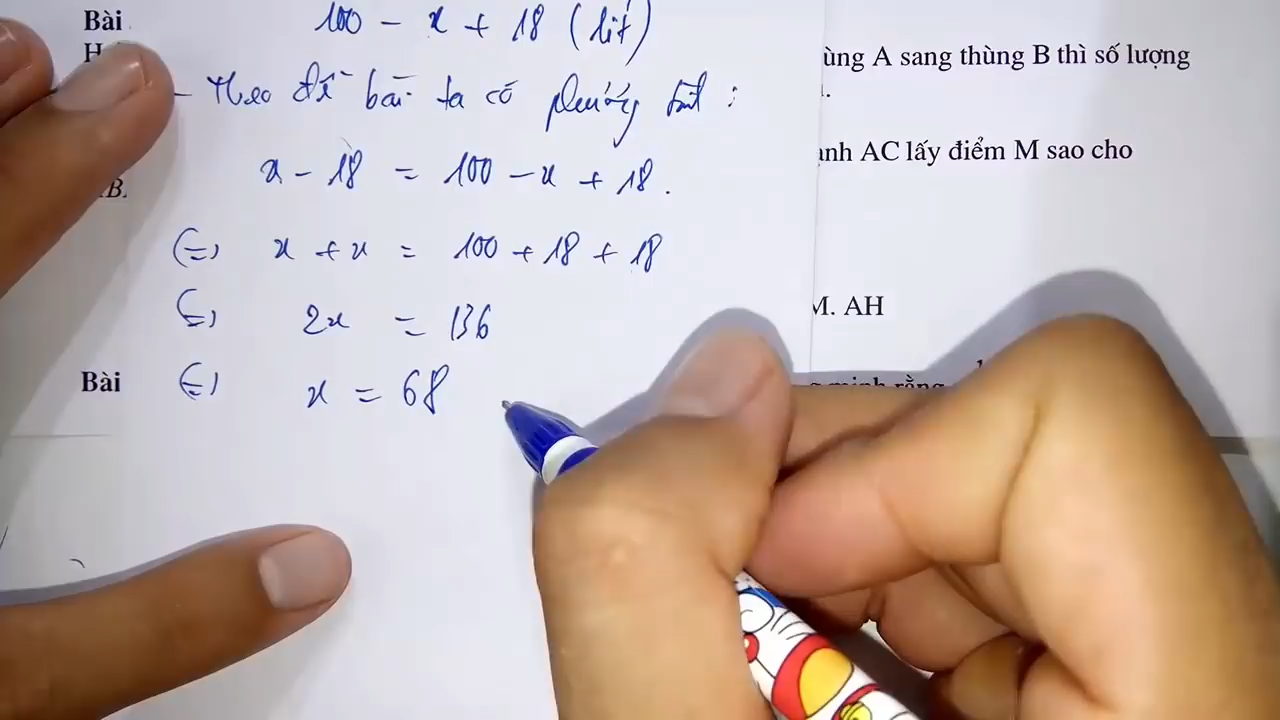 Bài
100 - x + 18 (lít)
H
ùng A sang thùng B thì số lượng
- Theo đề bài ta có phương trình :
anh AC lấy điểm M sao cho
x - 18 = 100 - x + 18.
B.
(=) x + x = 100 + 18 + 18
(=) 2x = 136
M. AH
Bài
(=) x = 68